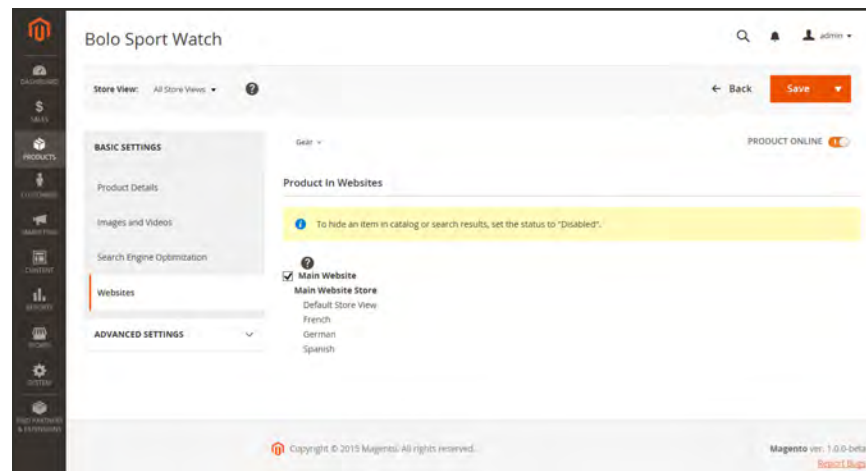 Bolo Sport Watch
admin
DASHBOARD
Store View: All Store Views
Back
Save
$
SALES
PRODUCTS
BASIC SETTINGS
Gear
PRODUCT ONLINE
Product Details
Product In Websites
CUSTOMERS
Images and Videos
To hide an item in catalog or search results, set the status to "Disabled".
MARKETING
Search Engine Optimization
CONTENT
Main Website
Websites
Main Website Store
REPORTS
Default Store View
French
ADVANCED SETTINGS
German
STORES
Spanish
SYSTEM
FIND PARTNERS
& EXTENSIONS
Copyright © 2015 Magento. All rights reserved.
Magento ver. 1.0.0-beta
Report Bugs